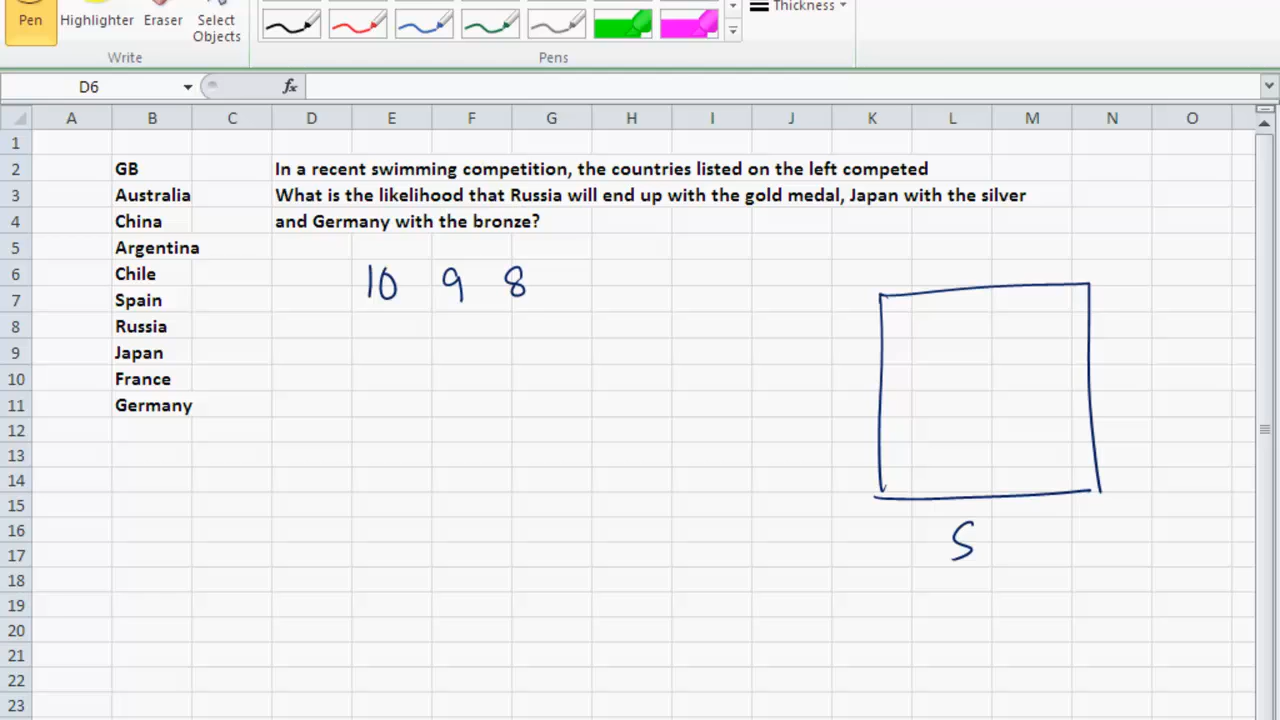 Thickness
Pen Highlighter Eraser Select Objects
Write Pens
D6 fx
A B C D E F G H I J K L M N O
1
2 GB In a recent swimming competition, the countries listed on the left competed
3 Australia What is the likelihood that Russia will end up with the gold medal, Japan with the silver
4 China and Germany with the bronze?
5 Argentina
6 Chile 10 9 8
7 Spain
8 Russia
9 Japan
10 France
11 Germany
12
13
14
15
16 S
17
18
19
20
21
22
23